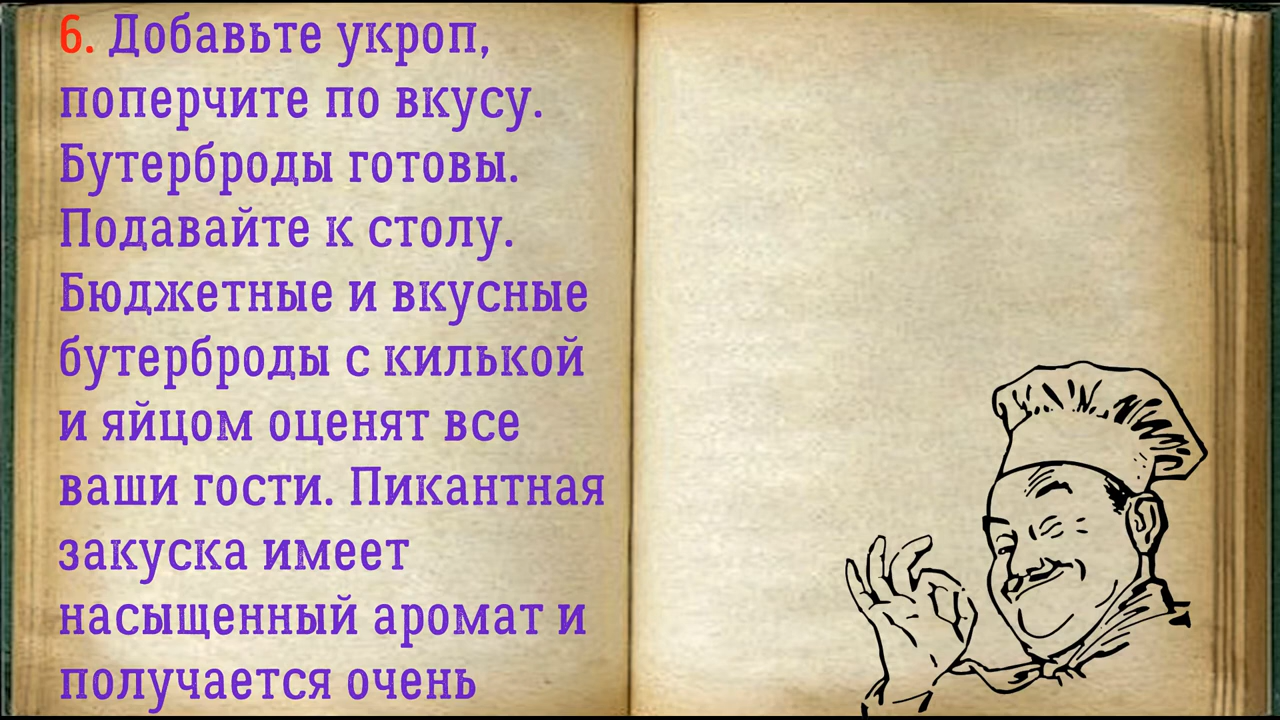 6. Добавьте укроп,
поперчите по вкусу.
Бутерброды готовы.
Подавайте к столу.
Бюджетные и вкусные
бутерброды с килькой
и яйцом оценят все
ваши гости. Пикантная
закуска имеет
насыщенный аромат и
получается очень